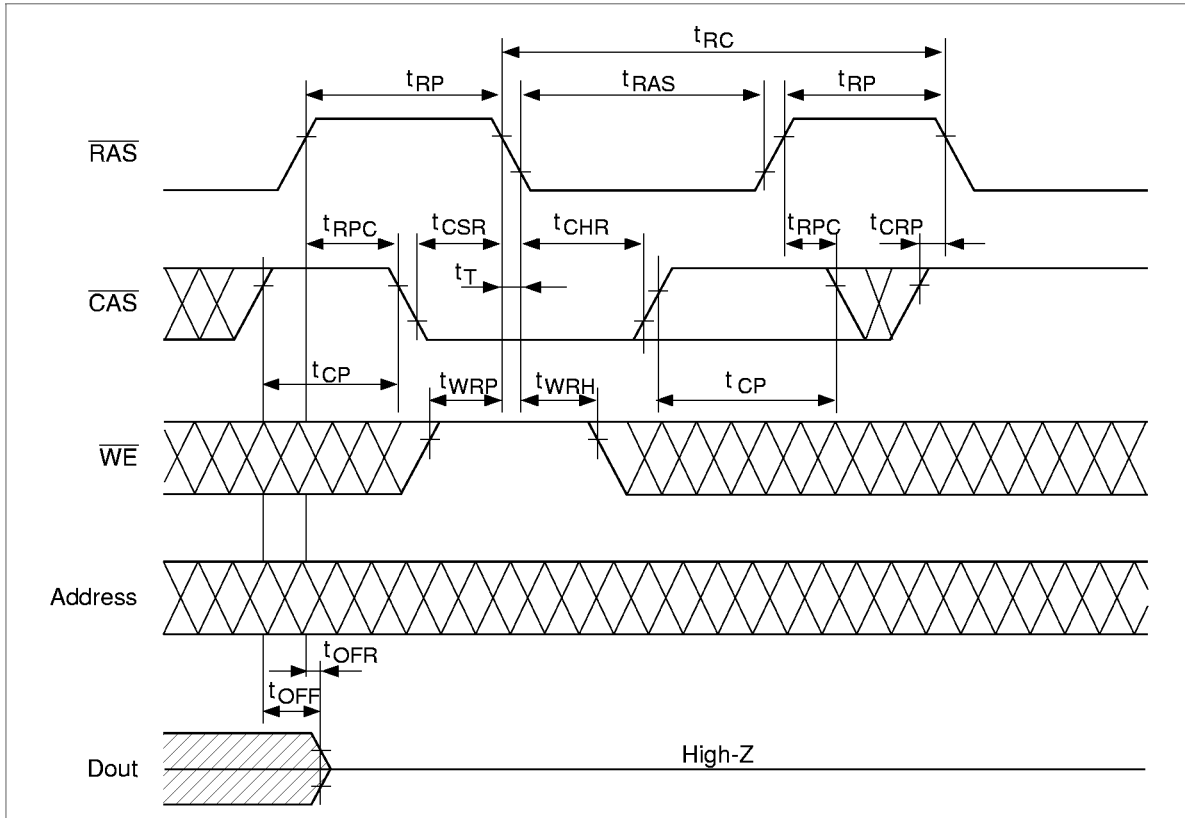 tRC
tRP
tRAS
tRP
RAS
tRPC
tCSR
tCHR
tRPC
tCRP
tT
CAS
tCP
tWRP
tWRH
tCP
WE
Address
tOFR
tOFF
Dout
High-Z